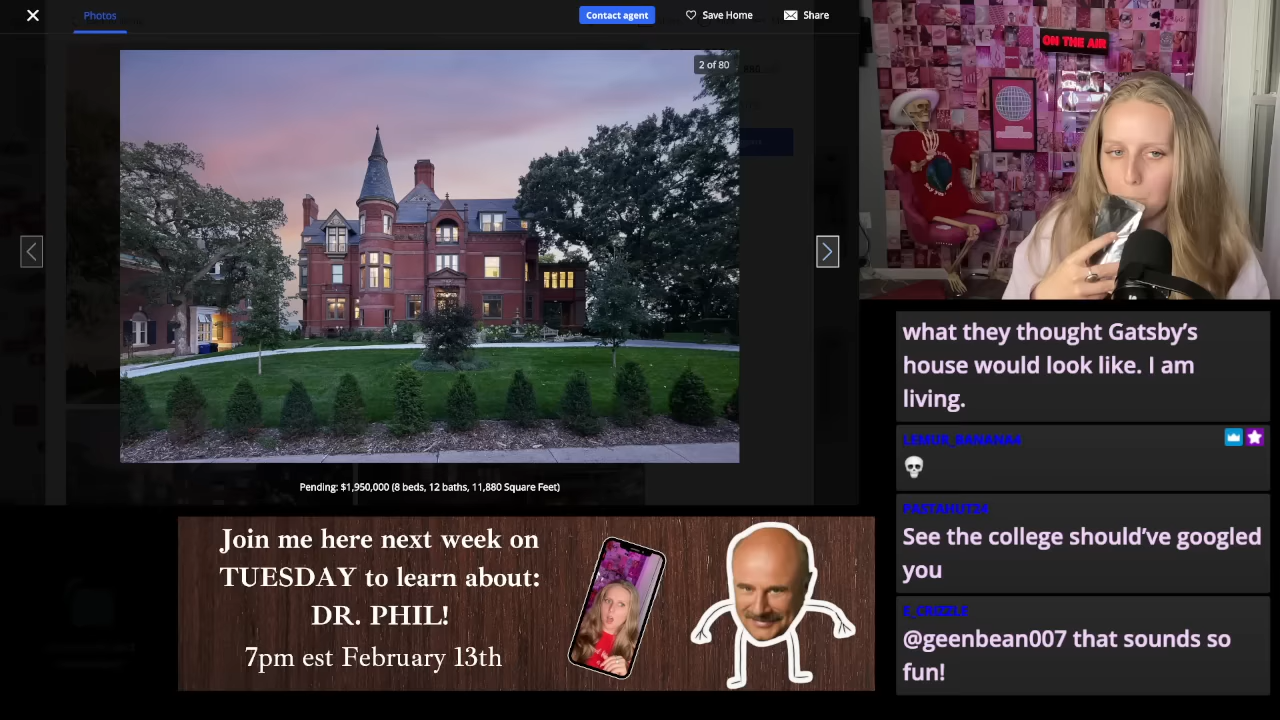 Photos
Contact agent
Save Home
Share
2 of 80
ON THE AIR
Pending: $1,950,000 (8 beds, 12 baths, 11,880 Square Feet)
Join me here next week on
TUESDAY to learn about:
DR. PHIL!
7pm est February 13th
what they thought Gatsby's
house would look like. I am
living.
LEMUR_BANANA4
PASTAHUT24
See the college should've googled
you
E_CRIZZLE
@geenbean007 that sounds so
fun!